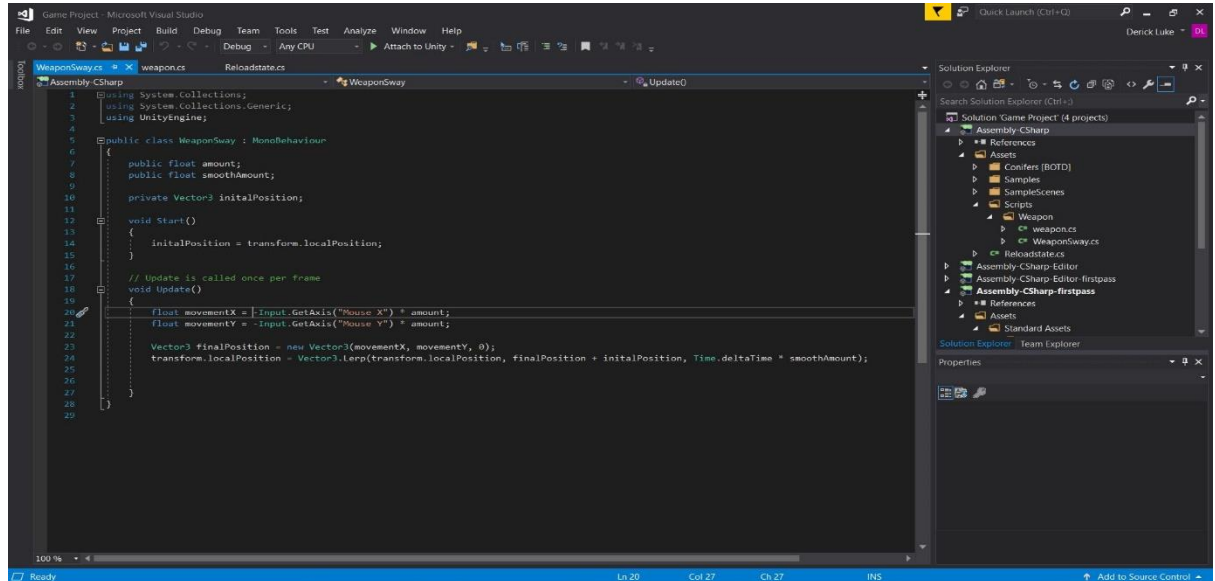 Game Project - Microsoft Visual Studio
Quick Launch (Ctrl+Q)
File Edit View Project Build Debug Team Tools Test Analyze Window Help
Derick Luke DL
Debug Any CPU Attach to Unity
Toolbox
WeaponSway.cs weapon.cs Reloadstate.cs
Assembly-CSharp WeaponSway Update()
1 using System.Collections;
2 using System.Collections.Generic;
3 using UnityEngine;
4
5 public class WeaponSway : MonoBehaviour
6 {
7 public float amount;
8 public float smoothAmount;
9
10 private Vector3 initalPosition;
11
12 void Start()
13 {
14 initalPosition = transform.localPosition;
15 }
16
17 // Update is called once per frame
18 void Update()
19 {
20 float movementX = -Input.GetAxis("Mouse X") * amount;
21 float movementY = -Input.GetAxis("Mouse Y") * amount;
22
23 Vector3 finalPosition = new Vector3(movementX, movementY, 0);
24 transform.localPosition = Vector3.Lerp(transform.localPosition, finalPosition + initalPosition, Time.deltaTime * smoothAmount);
25
26
27 }
28 }
29
100 %
Solution Explorer
Search Solution Explorer (Ctrl+;)
Solution 'Game Project' (4 projects)
Assembly-CSharp
References
Assets
Conifers [BOTD]
Samples
SampleScenes
Scripts
Weapon
C# weapon.cs
C# WeaponSway.cs
C# Reloadstate.cs
Assembly-CSharp-Editor
Assembly-CSharp-Editor-firstpass
Assembly-CSharp-firstpass
References
Assets
Standard Assets
Solution Explorer Team Explorer
Properties
Ready Ln 20 Col 27 Ch 27 INS Add to Source Control